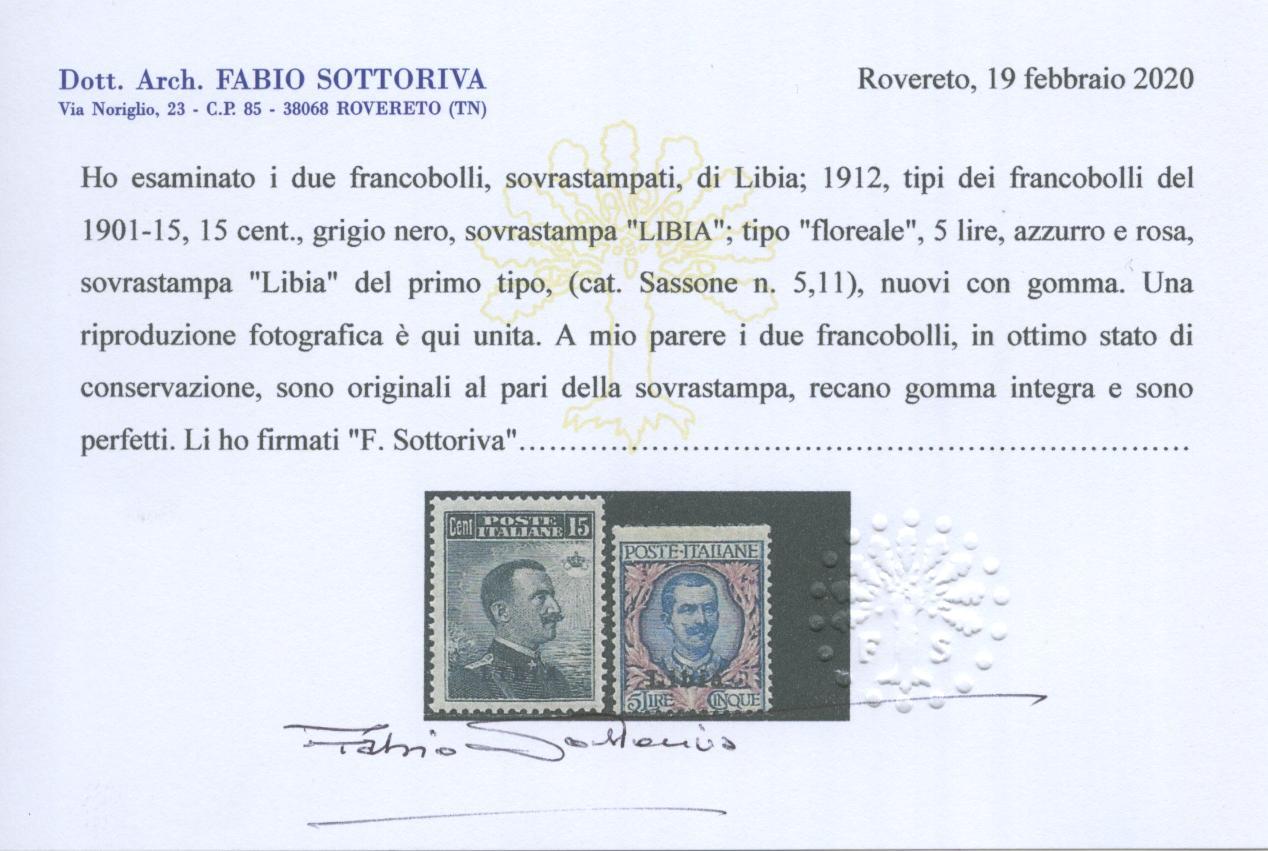 Dott. Arch. FABIO SOTTORIVA
Via Noriglio, 23 - C.P. 85 - 38068 ROVERETO (TN)
Rovereto, 19 febbraio 2020
Ho esaminato i due francobolli, sovrastampati, di Libia; 1912, tipi dei francobolli del
1901-15, 15 cent., grigio nero, sovrastampa "LIBIA"; tipo "floreale", 5 lire, azzurro e rosa,
sovrastampa "Libia" del primo tipo, (cat. Sassone n. 5,11), nuovi con gomma. Una
riproduzione fotografica è qui unita. A mio parere i due francobolli, in ottimo stato di
conservazione, sono originali al pari della sovrastampa, recano gomma integra e sono
perfetti. Li ho firmati "F. Sottoriva"..........................................................................
Cent POSTE ITALIANE 15
LIBIA
POSTE·ITALIANE
Libia
5 LIRE CINQUE
F S
Fabio Sottoriva